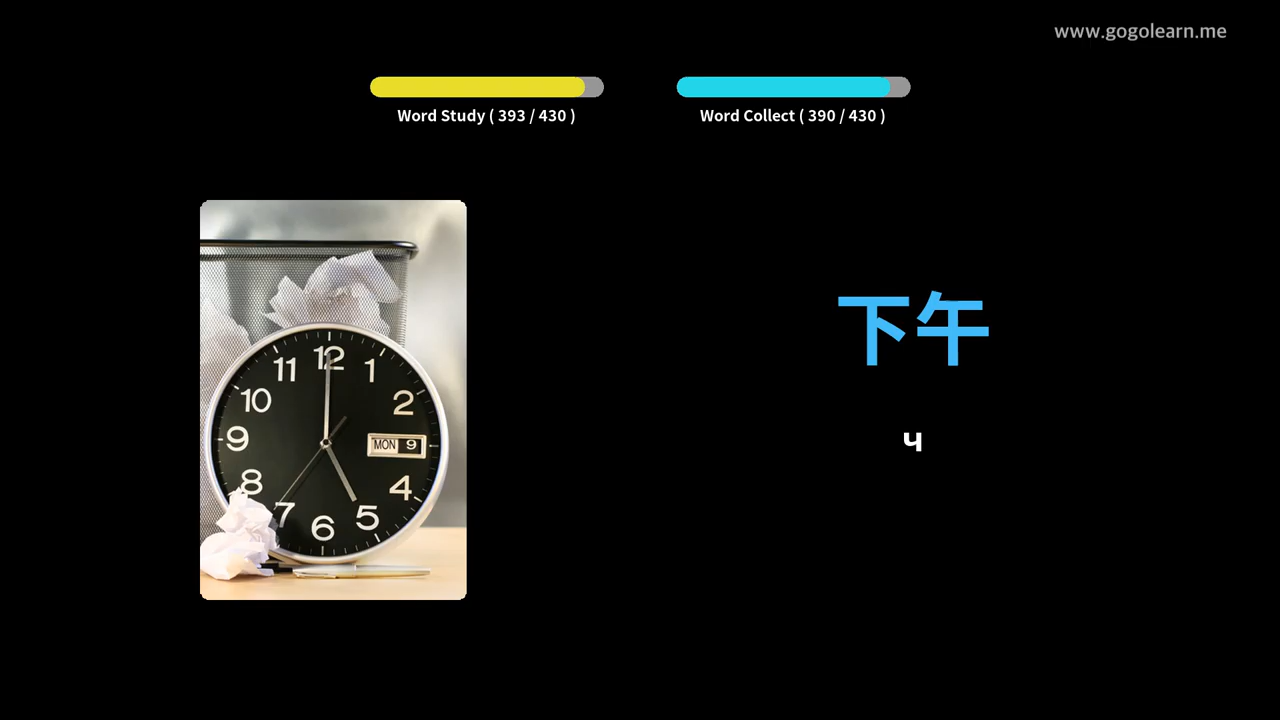 www.gogolearn.me
Word Study ( 393 / 430 )
Word Collect ( 390 / 430 )
下午
ч
12
11
1
10
2
9
MON 9
8
4
7
5
6